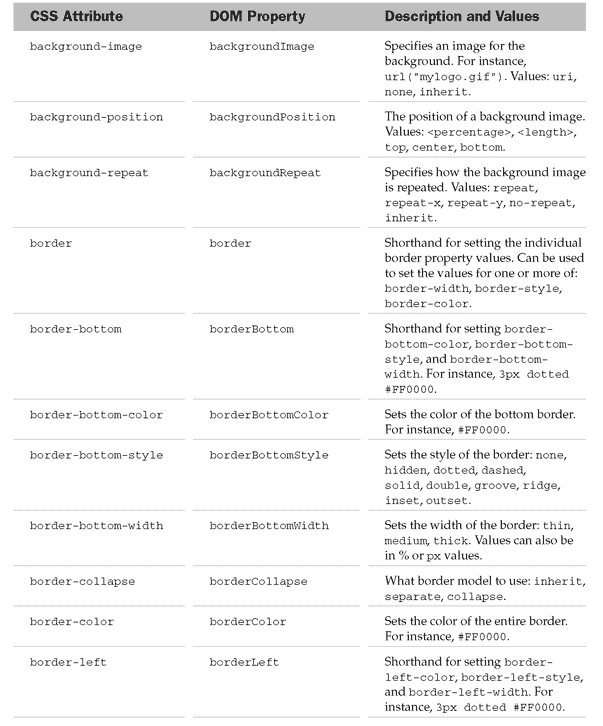 CSS Attribute DOM Property Description and Values
background-image backgroundImage Specifies an image for the
background. For instance,
url("mylogo.gif"). Values: uri,
none, inherit.
background-position backgroundPosition The position of a background image.
Values: <percentage>, <length>,
top, center, bottom.
background-repeat backgroundRepeat Specifies how the background image
is repeated. Values: repeat,
repeat-x, repeat-y, no-repeat,
inherit.
border border Shorthand for setting the individual
border property values. Can be used
to set the values for one or more of:
border-width, border-style,
border-color.
border-bottom borderBottom Shorthand for setting border-
bottom-color, border-bottom-
style, and border-bottom-
width. For instance, 3px dotted
#FF0000.
border-bottom-color borderBottomColor Sets the color of the bottom border.
For instance, #FF0000.
border-bottom-style borderBottomStyle Sets the style of the border: none,
hidden, dotted, dashed,
solid, double, groove, ridge,
inset, outset.
border-bottom-width borderBottomWidth Sets the width of the border: thin,
medium, thick. Values can also be
in % or px values.
border-collapse borderCollapse What border model to use: inherit,
separate, collapse.
border-color borderColor Sets the color of the entire border.
For instance, #FF0000.
border-left borderLeft Shorthand for setting border-
left-color, border-left-style,
and border-left-width. For
instance, 3px dotted #FF0000.